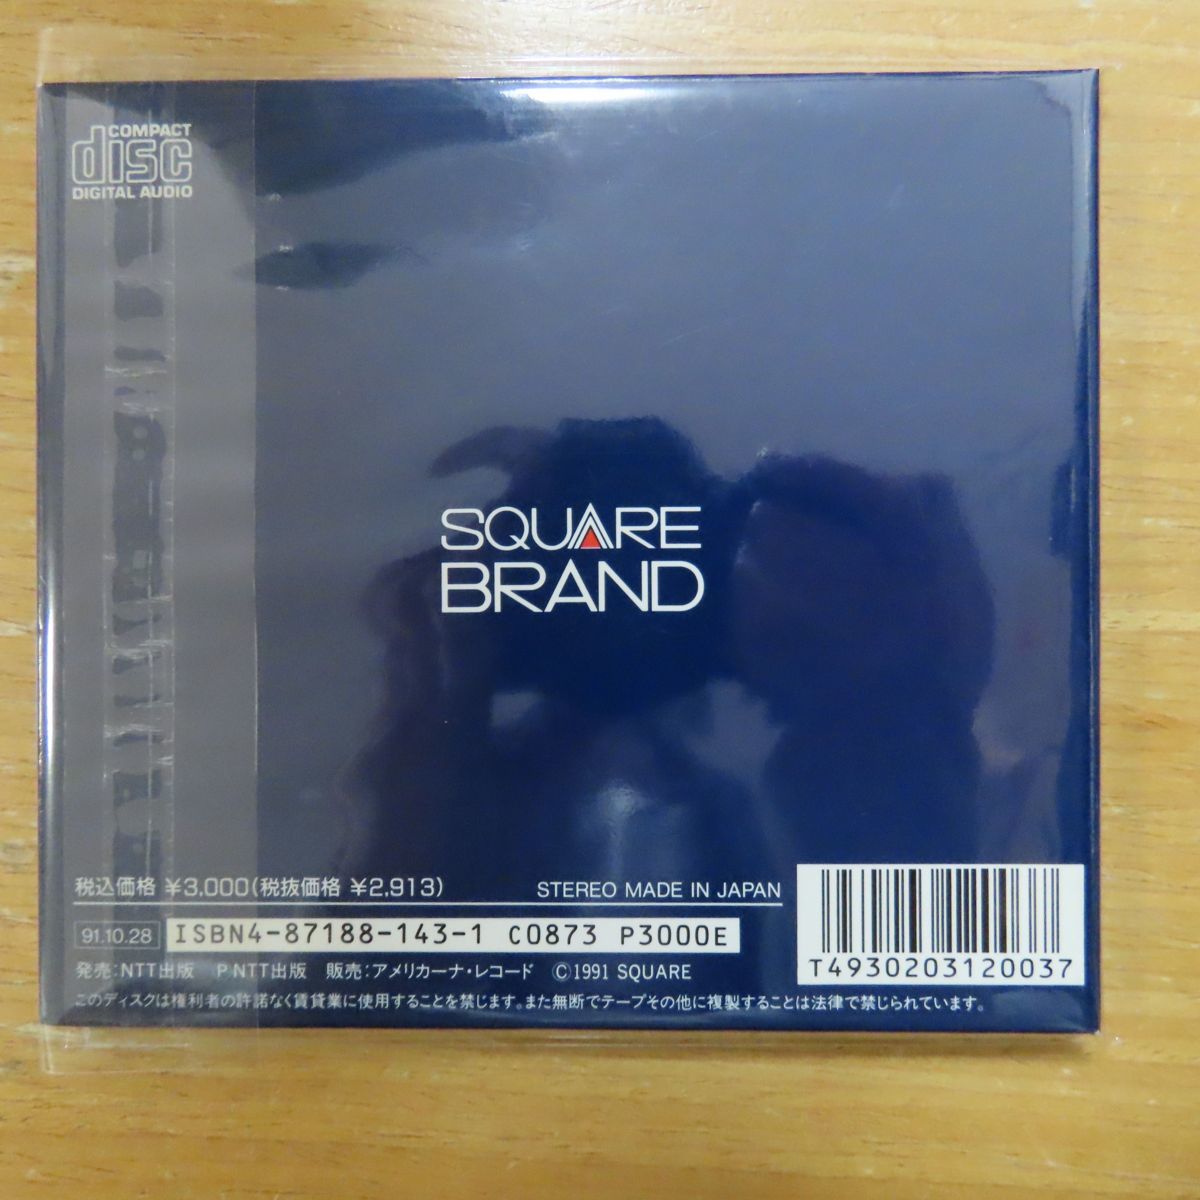 COMPACT
disc
DIGITAL AUDIO
SQUARE
BRAND
税込価格 ¥3,000(税抜価格 ¥2,913)
STEREO MADE IN JAPAN
91.10.28
ISBN4-87188-143-1 C0873 P3000E
発売:NTT出版 P NTT出版 販売:アメリカーナ・レコード Ⓒ1991 SQUARE
このディスクは権利者の許諾なく賃貸業に使用することを禁じます。また無断でテープその他に複製することは法律で禁じられています。
T4930203120037